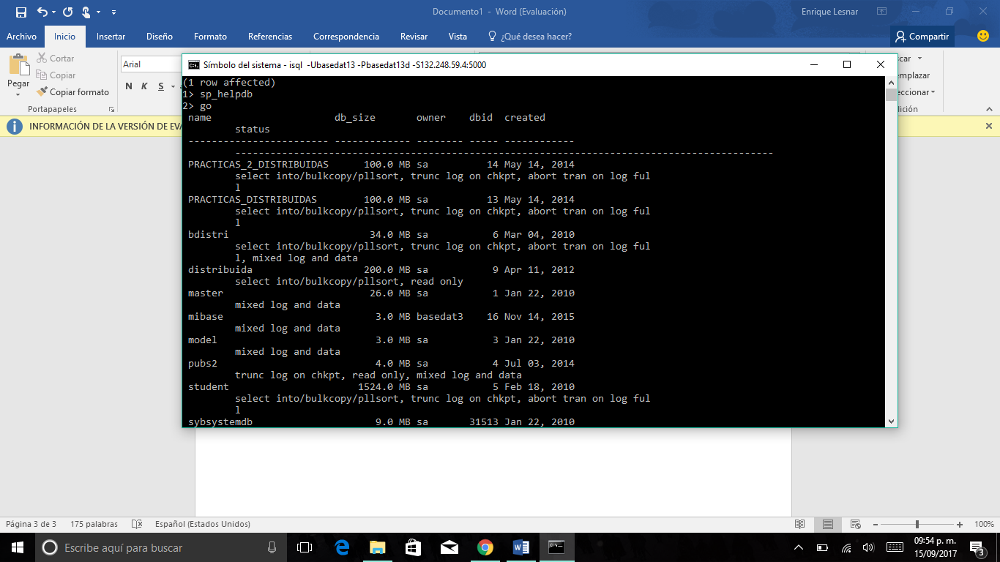 Documento1 - Word (Evaluación)
Enrique Lesnar
Archivo Inicio Insertar Diseño Formato Referencias Correspondencia Revisar Vista ¿Qué desea hacer? Compartir
Pegar
Cortar
Copiar
Copiar formato
Portapapeles
Arial
N K S
car
mplazar
eccionar
dición
INFORMACIÓN DE LA VERSIÓN DE EVA
Símbolo del sistema - isql -Ubasedat13 -Pbasedat13d -S132.248.59.4:5000
(1 row affected)
1> sp_helpdb
2> go
name db_size owner dbid created
status
------------------------ ------------- -------- ----- ------------
--------------------------------------------------------------------------------------------
PRACTICAS_2_DISTRIBUIDAS 100.0 MB sa 14 May 14, 2014
select into/bulkcopy/pllsort, trunc log on chkpt, abort tran on log ful
l
PRACTICAS_DISTRIBUIDAS 100.0 MB sa 13 May 14, 2014
select into/bulkcopy/pllsort, trunc log on chkpt, abort tran on log ful
l
bdistri 34.0 MB sa 6 Mar 04, 2010
select into/bulkcopy/pllsort, trunc log on chkpt, abort tran on log ful
l, mixed log and data
distribuida 200.0 MB sa 9 Apr 11, 2012
select into/bulkcopy/pllsort, read only
master 26.0 MB sa 1 Jan 22, 2010
mixed log and data
mibase 3.0 MB basedat3 16 Nov 14, 2015
mixed log and data
model 3.0 MB sa 3 Jan 22, 2010
mixed log and data
pubs2 4.0 MB sa 4 Jul 03, 2014
trunc log on chkpt, read only, mixed log and data
student 1524.0 MB sa 5 Feb 18, 2010
select into/bulkcopy/pllsort, trunc log on chkpt, abort tran on log ful
l
sybsystemdb 9.0 MB sa 31513 Jan 22, 2010
Página 3 de 3 175 palabras Español (Estados Unidos) 100%
Escribe aquí para buscar
09:54 p. m.
15/09/2017
3